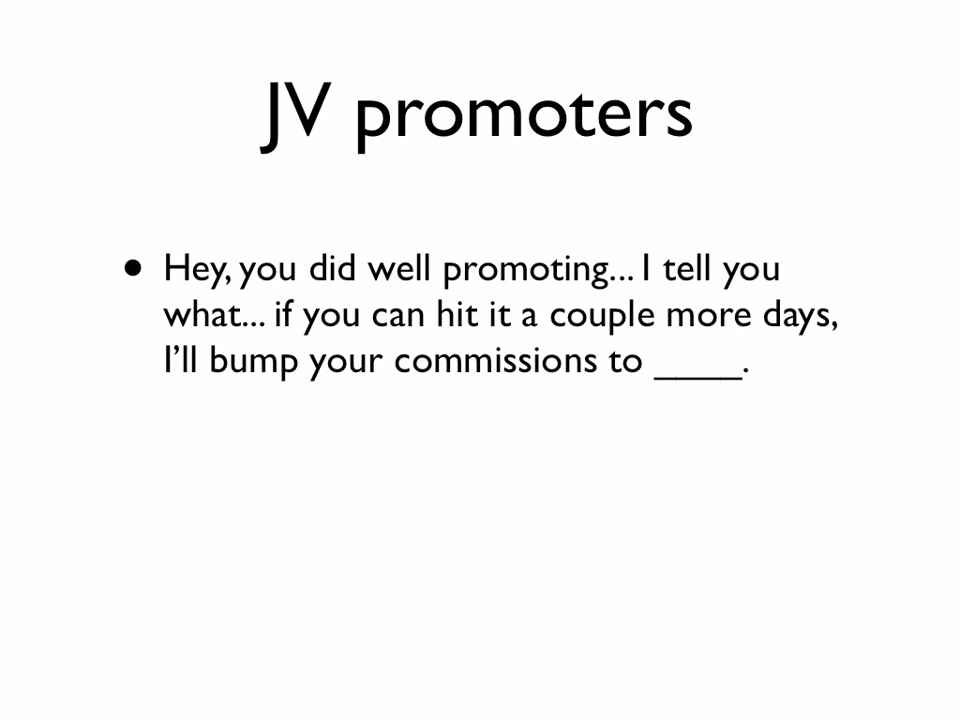 JV promoters
• Hey, you did well promoting... I tell you
what... if you can hit it a couple more days,
I’ll bump your commissions to ____.